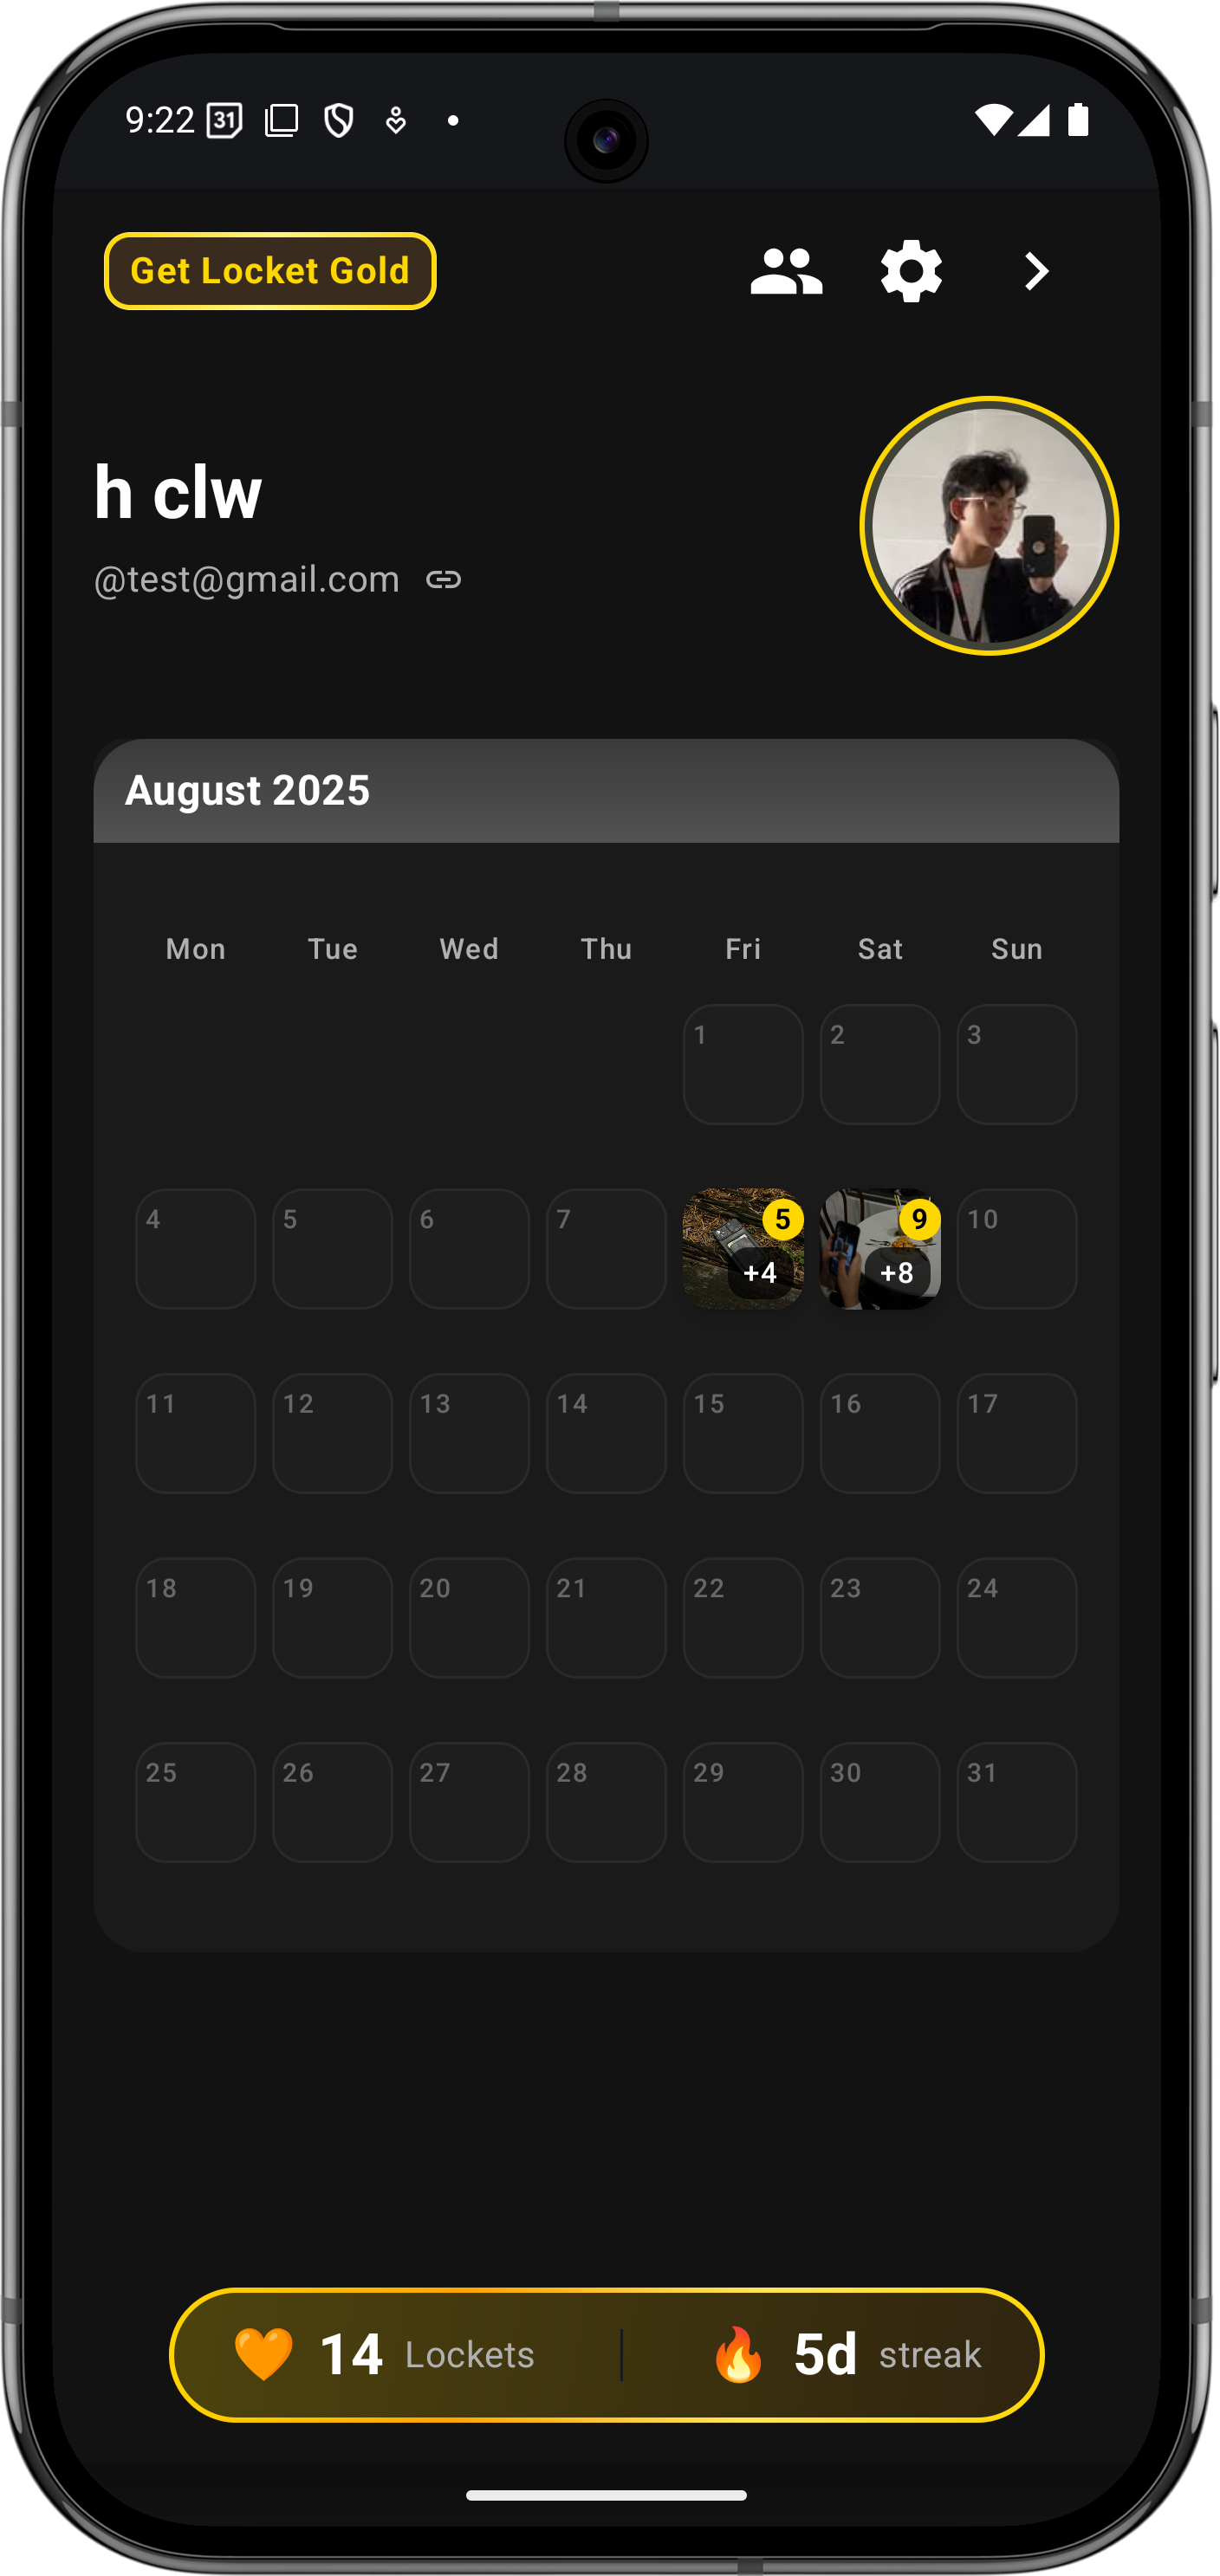 9:22 31
Get Locket Gold
h clw
@test@gmail.com
August 2025
Mon Tue Wed Thu Fri Sat Sun
1 2 3
4 5 6 7 5 9 10
+4 +8
11 12 13 14 15 16 17
18 19 20 21 22 23 24
25 26 27 28 29 30 31
14 Lockets 5d streak